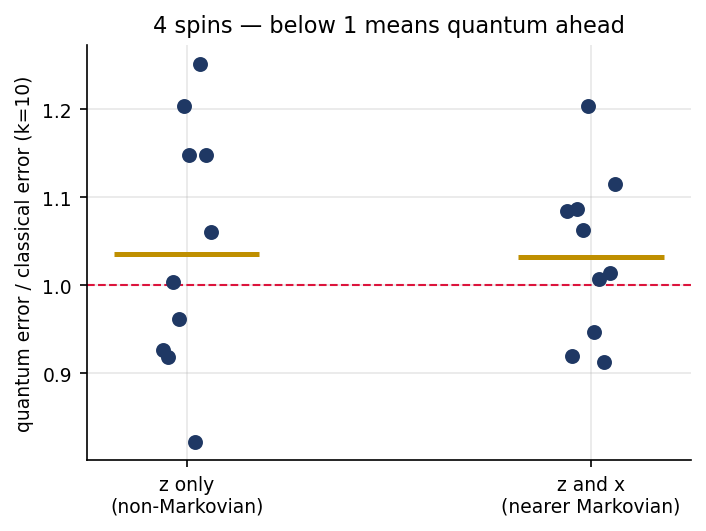 4 spins — below 1 means quantum ahead
quantum error / classical error (k=10)
1.2
1.1
1.0
0.9
z only
(non-Markovian)
z and x
(nearer Markovian)